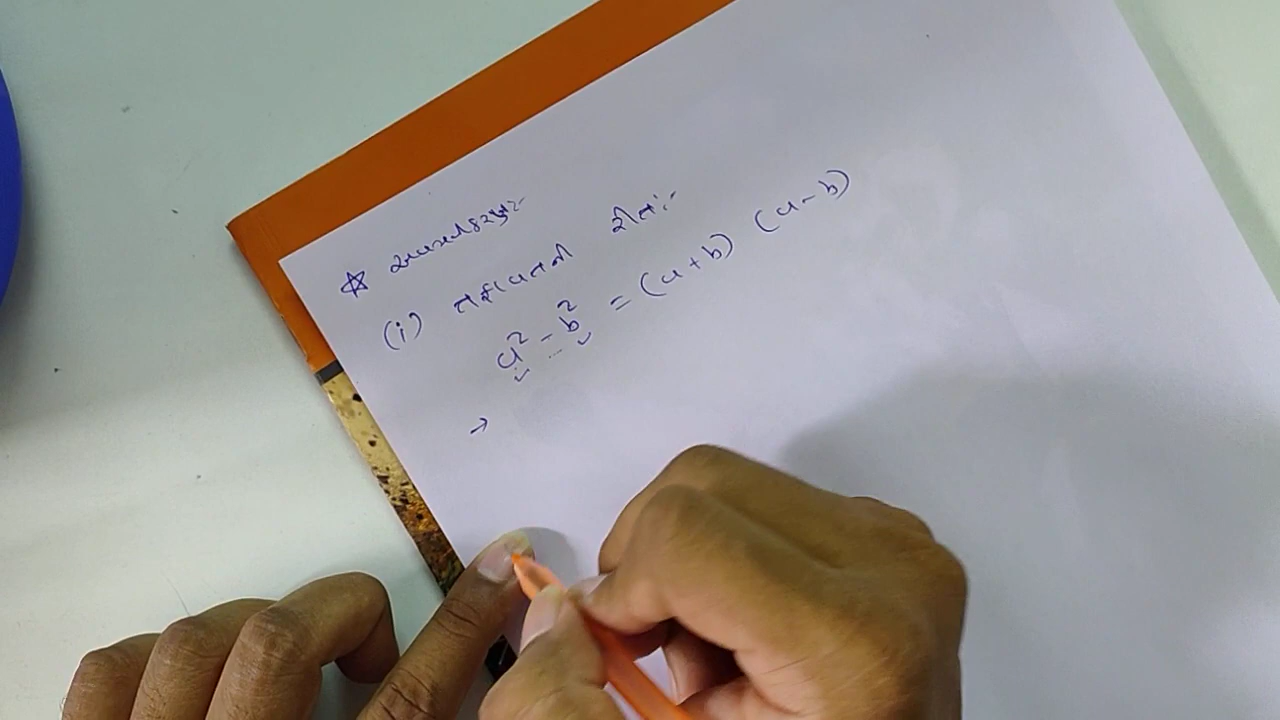 ☆ અવયવીકરણ:-
(i) તફાવતની રીત:-
a² - b² = (a + b) (a - b)
→